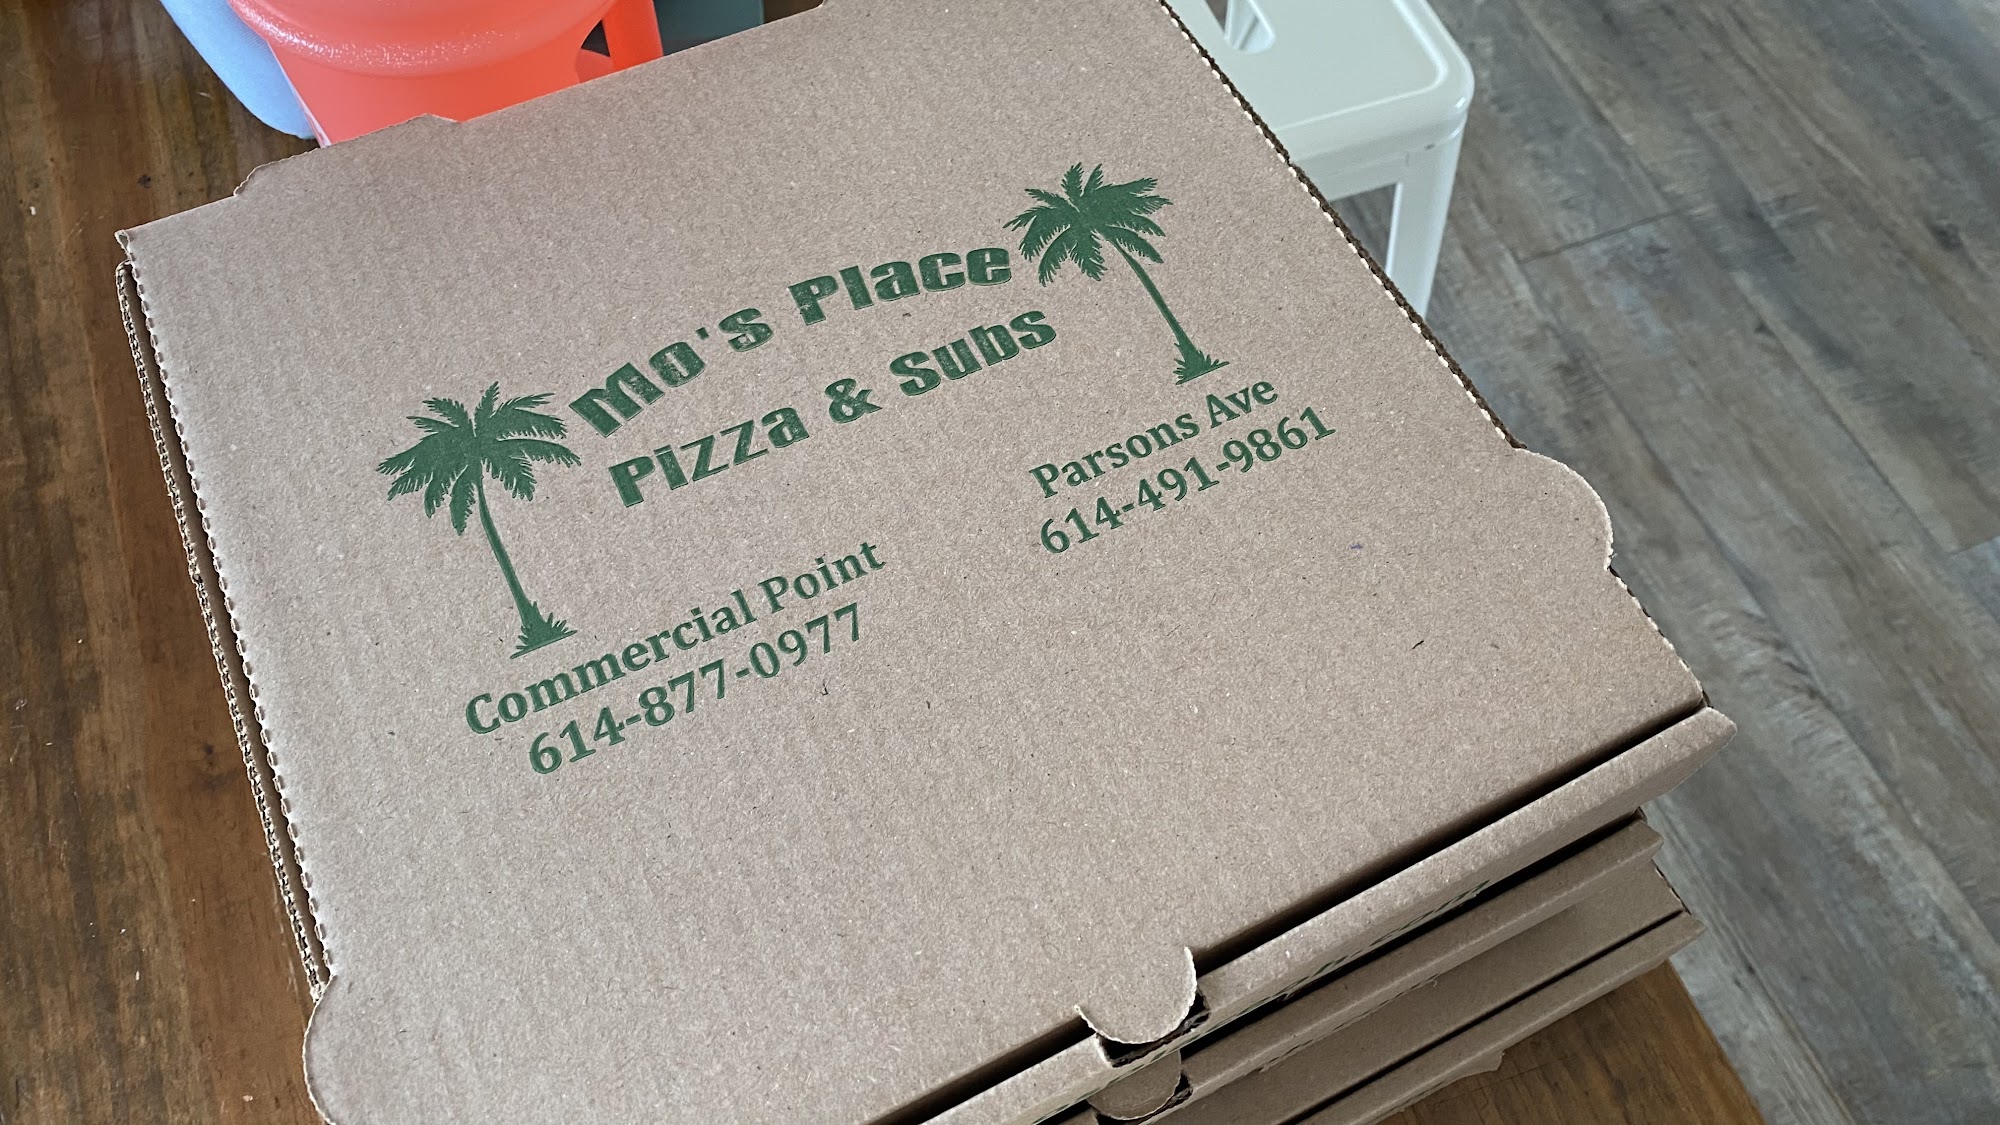 Mo's Place
Pizza & Subs
Commercial Point
614-877-0977
Parsons Ave
614-491-9861